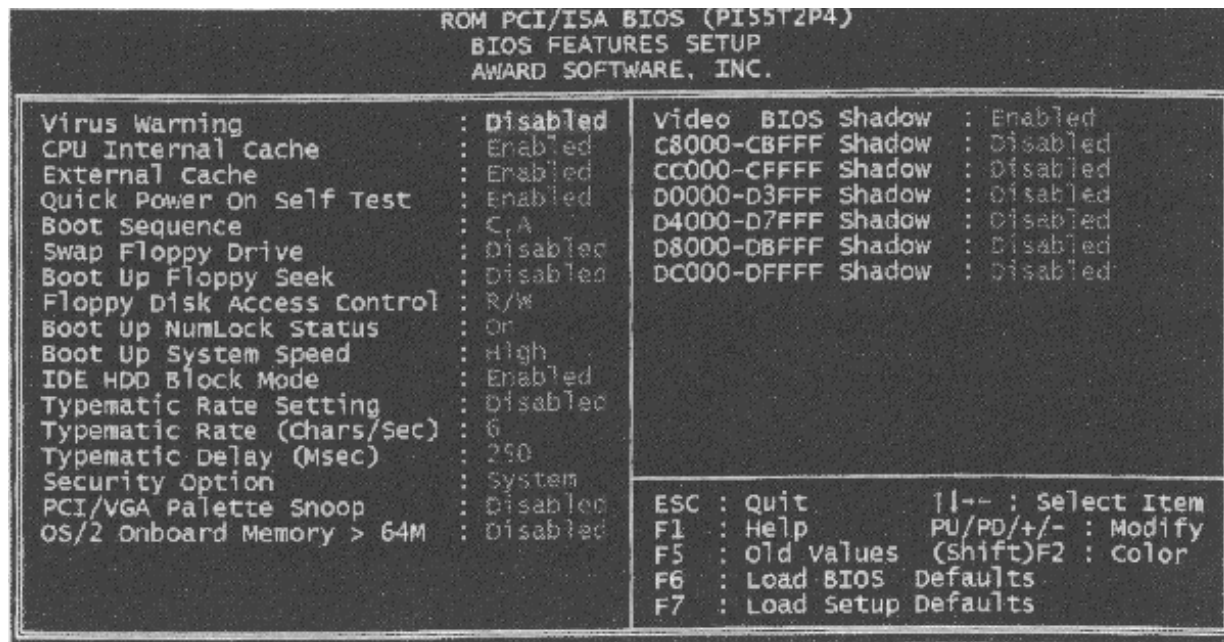 ROM PCI/ISA BIOS (PI55T2P4)
BIOS FEATURES SETUP
AWARD SOFTWARE, INC.
Virus Warning : Disabled
CPU Internal Cache : Enabled
External Cache : Enabled
Quick Power On Self Test : Enabled
Boot Sequence : C,A
Swap Floppy Drive : Disabled
Boot Up Floppy Seek : Disabled
Floppy Disk Access Control : R/W
Boot Up NumLock Status : On
Boot Up System Speed : High
IDE HDD Block Mode : Enabled
Typematic Rate Setting : Disabled
Typematic Rate (Chars/Sec) : 6
Typematic Delay (Msec) : 250
Security Option : System
PCI/VGA Palette Snoop : Disabled
OS/2 Onboard Memory > 64M : Disabled
Video BIOS Shadow : Enabled
C8000-CBFFF Shadow : Disabled
CC000-CFFFF Shadow : Disabled
D0000-D3FFF Shadow : Disabled
D4000-D7FFF Shadow : Disabled
D8000-DBFFF Shadow : Disabled
DC000-DFFFF Shadow : Disabled
ESC : Quit ↑↓→← : Select Item
F1 : Help PU/PD/+/- : Modify
F5 : Old Values (Shift)F2 : Color
F6 : Load BIOS Defaults
F7 : Load Setup Defaults